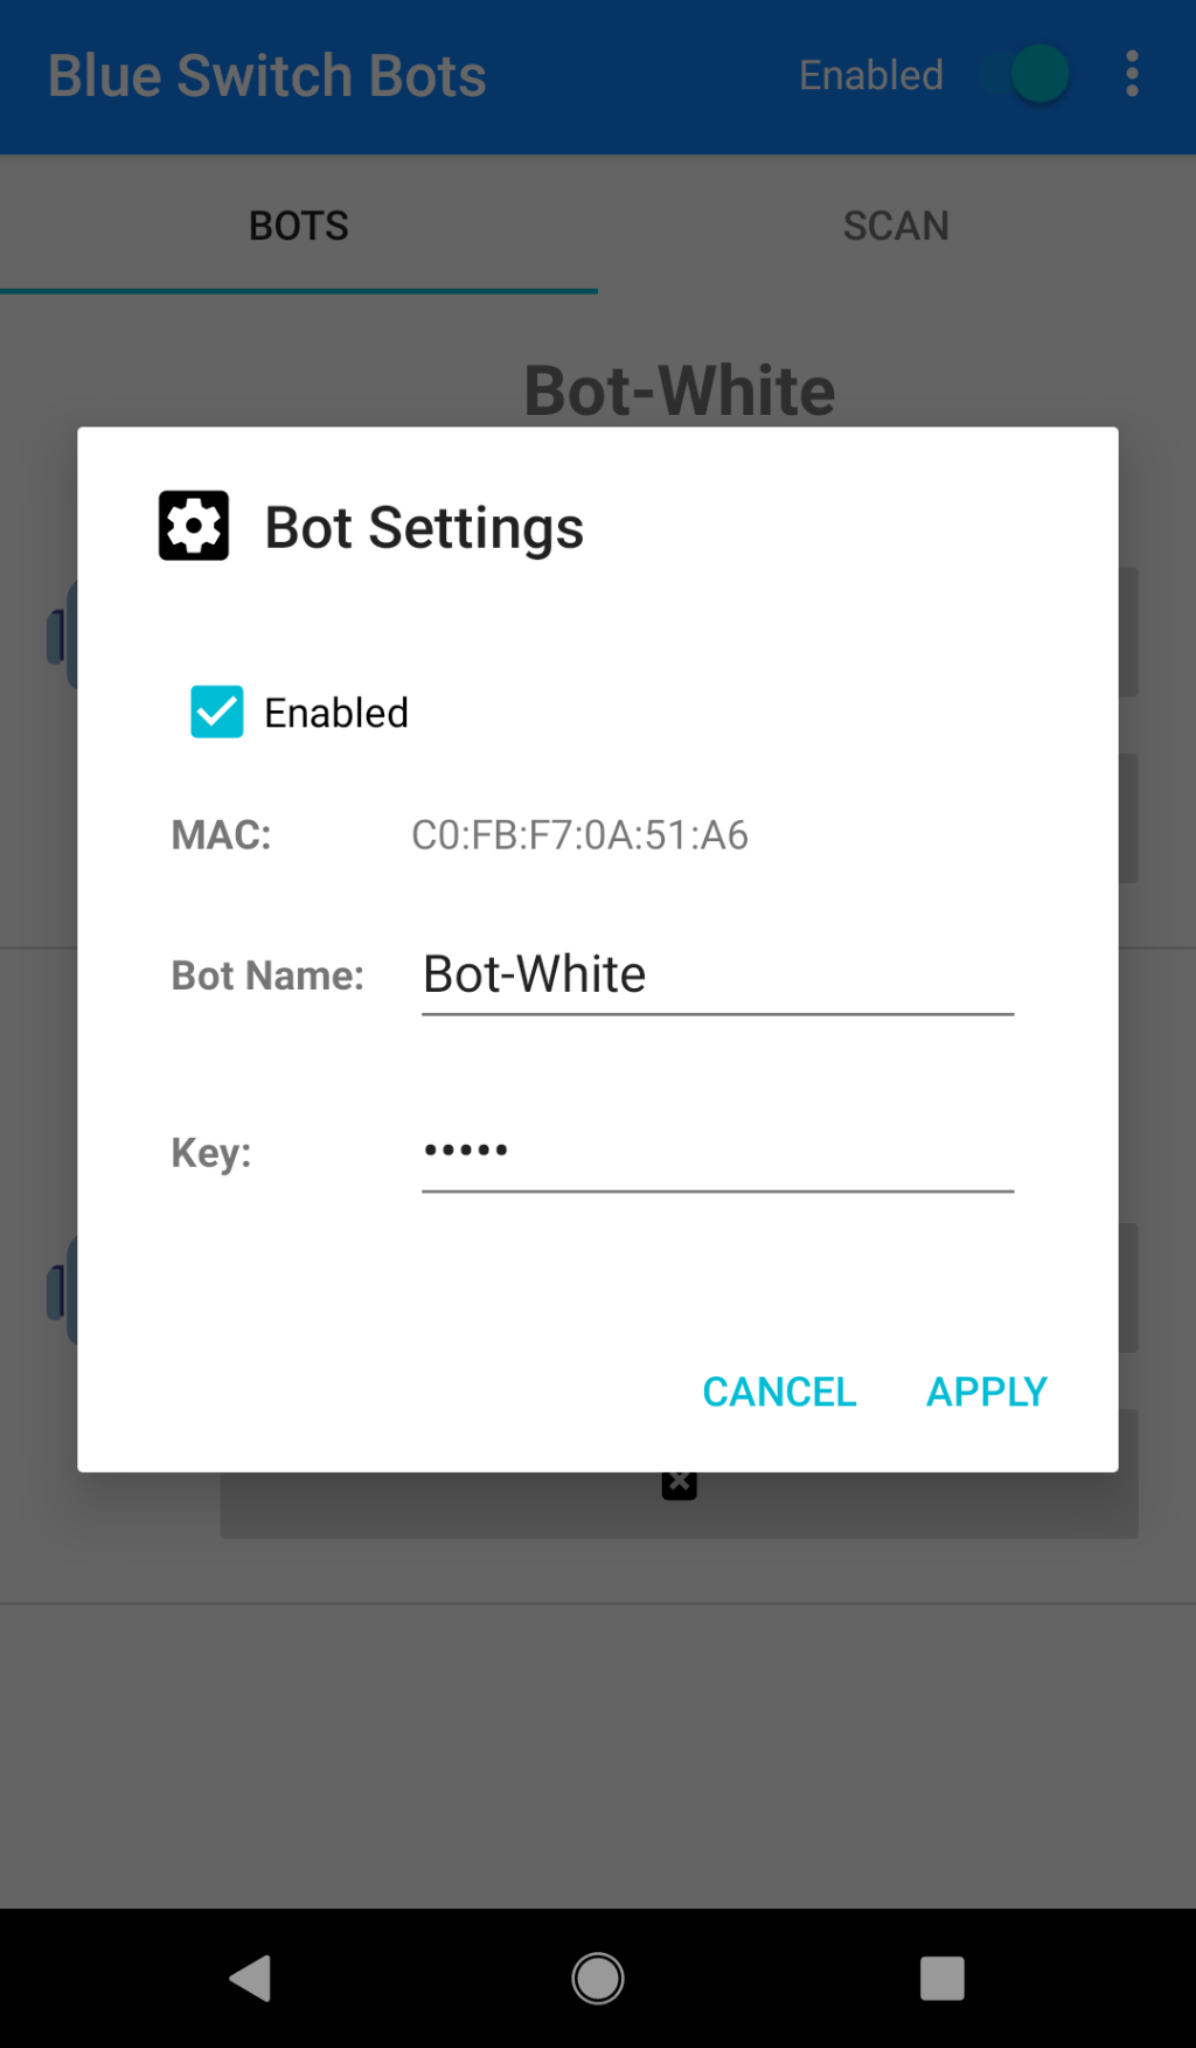 Blue Switch Bots Enabled
BOTS SCAN
Bot-White
Bot Settings
Enabled
MAC: C0:FB:F7:0A:51:A6
Bot Name: Bot-White
Key: •••••
CANCEL APPLY